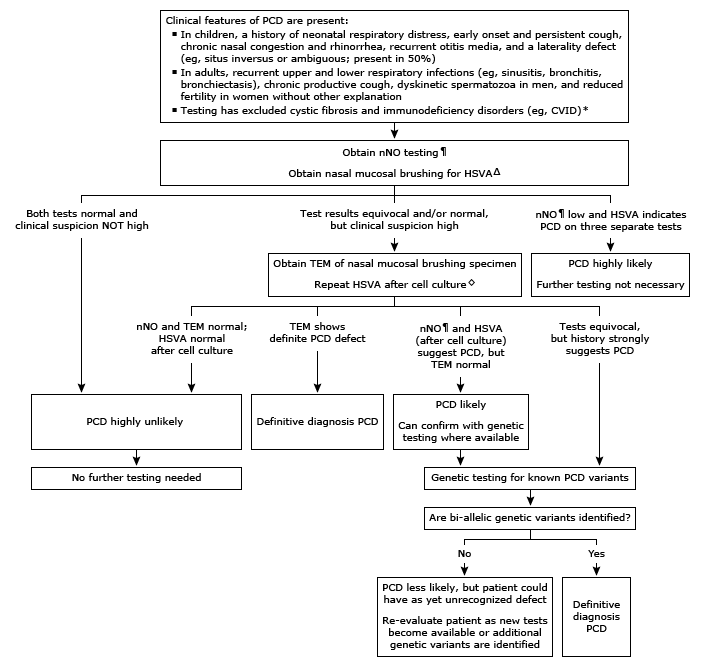 Clinical features of PCD are present:
▪ In children, a history of neonatal respiratory distress, early onset and persistent cough,
chronic nasal congestion and rhinorrhea, recurrent otitis media, and a laterality defect
(eg, situs inversus or ambiguous; present in 50%)
▪ In adults, recurrent upper and lower respiratory infections (eg, sinusitis, bronchitis,
bronchiectasis), chronic productive cough, dyskinetic spermatozoa in men, and reduced
fertility in women without other explanation
▪ Testing has excluded cystic fibrosis and immunodeficiency disorders (eg, CVID)*
Obtain nNO testing¶
Obtain nasal mucosal brushing for HSVAΔ
Both tests normal and
clinical suspicion NOT high
Test results equivocal and/or normal,
but clinical suspicion high
nNO¶ low and HSVA indicates
PCD on three separate tests
Obtain TEM of nasal mucosal brushing specimen
Repeat HSVA after cell culture◇
PCD highly likely
Further testing not necessary
nNO and TEM normal;
HSVA normal
after cell culture
TEM shows
definite PCD defect
nNO¶ and HSVA
(after cell culture)
suggest PCD, but
TEM normal
Tests equivocal,
but history strongly
suggests PCD
PCD highly unlikely
Definitive diagnosis PCD
PCD likely
Can confirm with genetic
testing where available
No further testing needed
Genetic testing for known PCD variants
Are bi-allelic genetic variants identified?
No
Yes
PCD less likely, but patient could
have as yet unrecognized defect
Re-evaluate patient as new tests
become available or additional
genetic variants are identified
Definitive
diagnosis
PCD